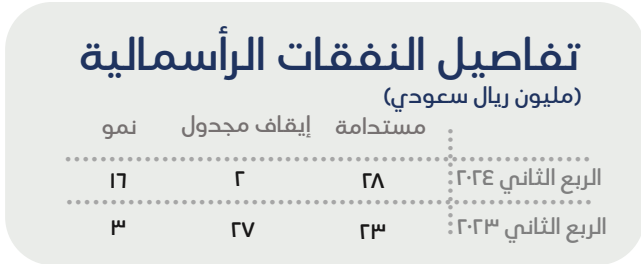 تفاصيل النفقات الرأسمالية
(مليون ريال سعودي)
مستدامة إيقاف مجدول نمو
الربع الثاني ٢٠٢٤ ٢٨ ٢ ١٦
الربع الثاني ٢٠٢٣ ٢٣ ٢٧ ٣